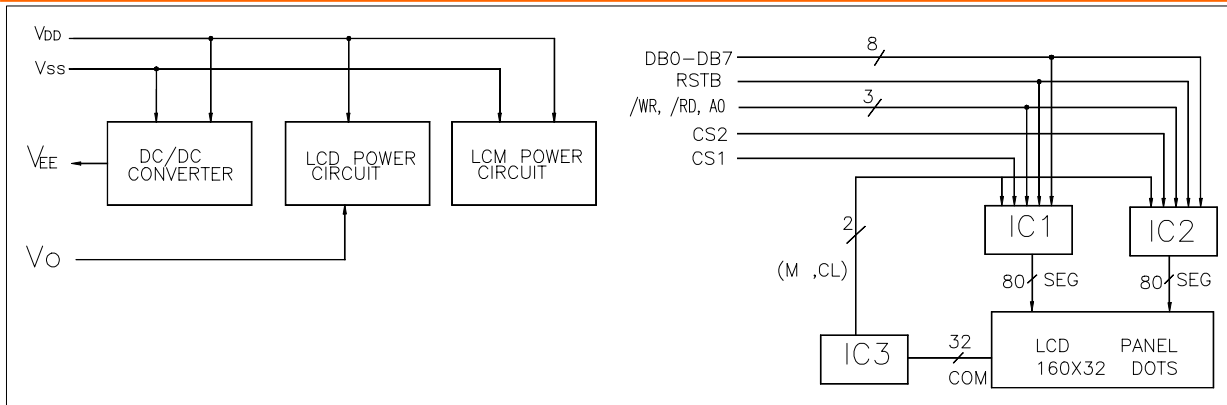 VDD
Vss
DC/DC
CONVERTER
LCD POWER
CIRCUIT
LCM POWER
CIRCUIT
VEE
VO
DB0-DB7
8
RSTB
/WR, /RD, A0
3
CS2
CS1
2
(M ,CL)
IC1
IC2
80 SEG
80 SEG
IC3
32
COM
LCD PANEL
160X32 DOTS